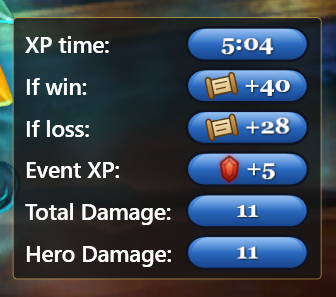 XP time: 5:04
If win: +40
If loss: +28
Event XP: +5
Total Damage: 11
Hero Damage: 11